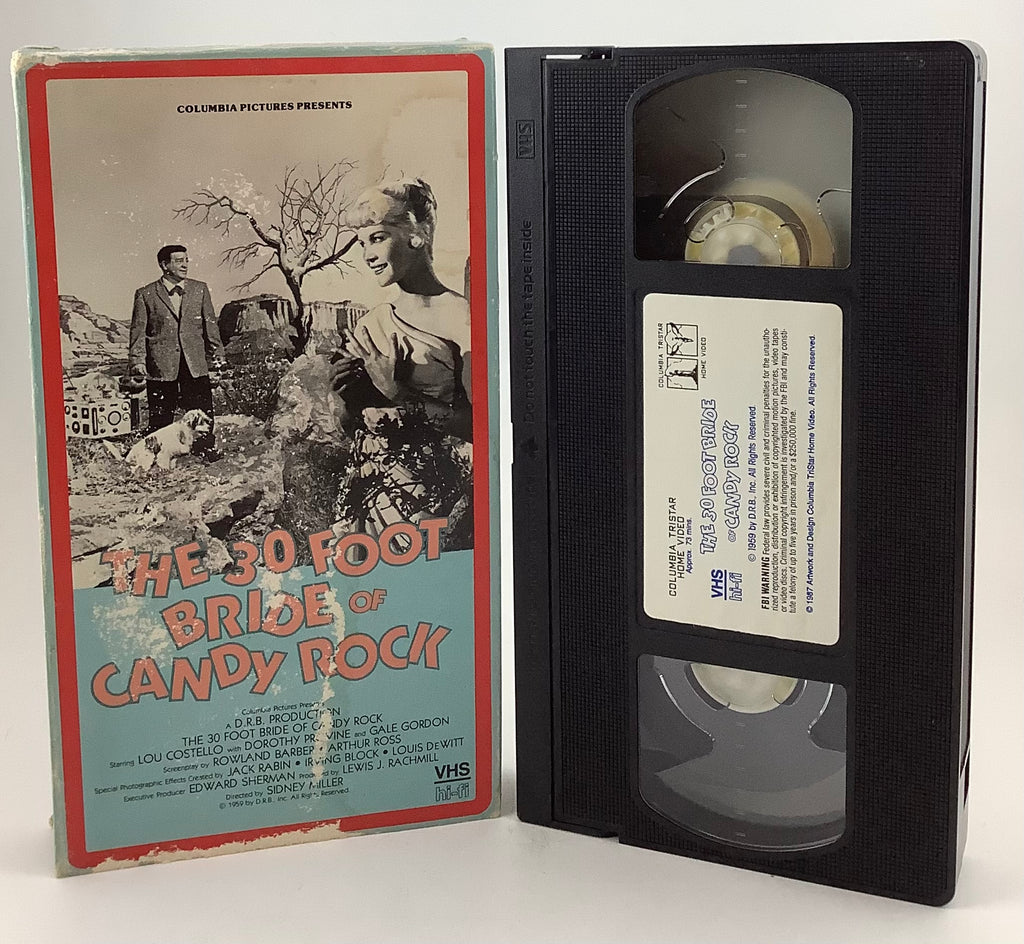 COLUMBIA PICTURES PRESENTS
THE 30 FOOT
BRIDE OF
CANDY ROCK
Columbia Pictures Presents
A D.R.B. PRODUCTION
THE 30 FOOT BRIDE OF CANDY ROCK
Starring LOU COSTELLO with DOROTHY PROVINE and GALE GORDON
Screenplay by ROWLAND BARBER • ARTHUR ROSS
Special Photographic Effects Created by JACK RABIN • IRVING BLOCK • LOUIS DeWITT
Executive Producer EDWARD SHERMAN Produced by LEWIS J. RACHMILL
Directed by SIDNEY MILLER
© 1959 by D.R.B., Inc. All Rights Reserved.
VHS
hi-fi
VHS
touch the tape inside
COLUMBIA TRISTAR
HOME VIDEO
COLUMBIA TRISTAR
HOME VIDEO
Approx. 73 mins.
THE 30 FOOT BRIDE
OF CANDY ROCK
VHS
hi-fi
© 1959 by D.R.B., Inc. All Rights Reserved.
FBI WARNING Federal law provides severe civil and criminal penalties for the unautho-
rized reproduction, distribution or exhibition of copyrighted motion pictures, video tapes
or video discs. Criminal copyright infringement is investigated by the FBI and may consti-
tute a felony of up to five years in prison and/or a $250,000 fine.
© 1987 Artwork and Design Columbia TriStar Home Video. All Rights Reserved.